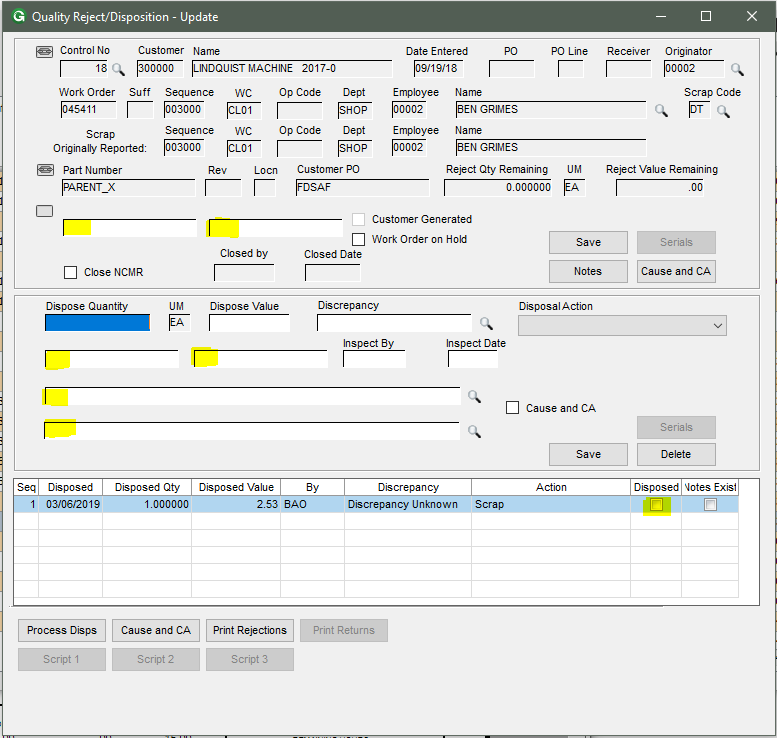 Quality Reject/Disposition - Update
Control No Customer Name Date Entered PO PO Line Receiver Originator
18 300000 LINDQUIST MACHINE 2017-0 09/19/18 00002
Work Order Suff Sequence WC Op Code Dept Employee Name Scrap Code
045411 003000 CL01 SHOP 00002 BEN GRIMES DT
Scrap Originally Reported: Sequence WC Op Code Dept Employee Name
003000 CL01 SHOP 00002 BEN GRIMES
Part Number Rev Locn Customer PO Reject Qty Remaining UM Reject Value Remaining
PARENT_X FDSAF 0.000000 EA .00
Customer Generated
Work Order on Hold
Save Serials
Closed by Closed Date
Close NCMR
Notes Cause and CA
Dispose Quantity UM Dispose Value Discrepancy Disposal Action
EA
Inspect By Inspect Date
Cause and CA
Serials
Save Delete
Seq Disposed Disposed Qty Disposed Value By Discrepancy Action Disposed Notes Exist
1 03/06/2019 1.000000 2.53 BAO Discrepancy Unknown Scrap
Process Disps Cause and CA Print Rejections Print Returns
Script 1 Script 2 Script 3